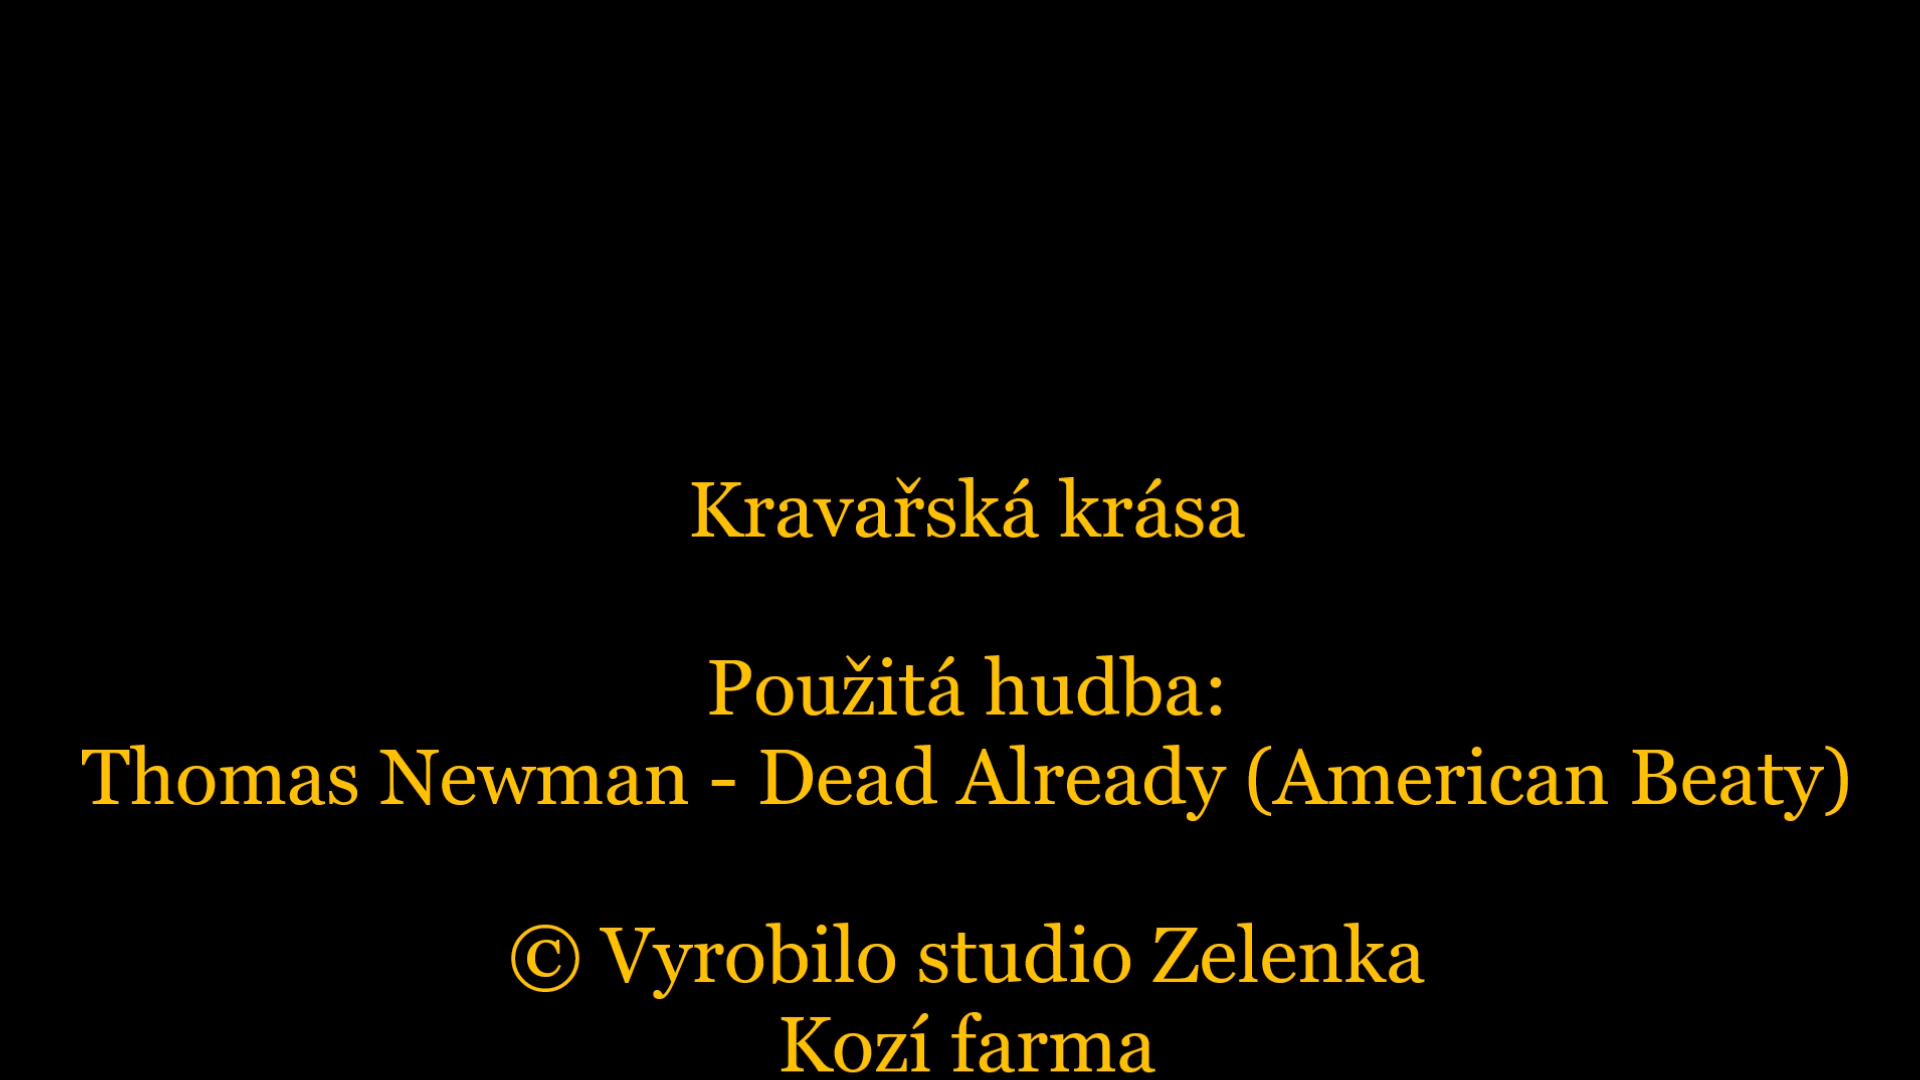 Kravařská krása
Použitá hudba:
Thomas Newman - Dead Already (American Beaty)
© Vyrobilo studio Zelenka
Kozí farma